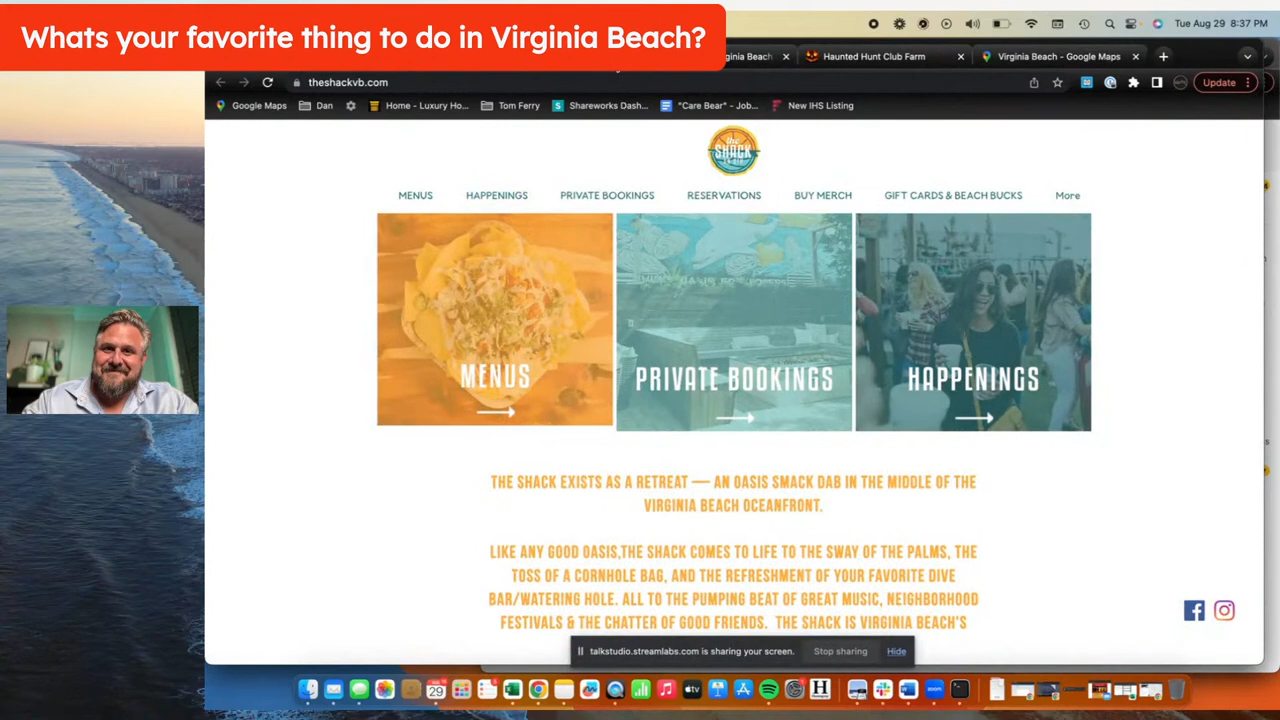 Whats your favorite thing to do in Virginia Beach?
Tue Aug 29 8:37 PM
ginia Beach
Haunted Hunt Club Farm
Virginia Beach - Google Maps
theshackvb.com
Update
Google Maps
Dan
Home - Luxury Ho...
Tom Ferry
Shareworks Dash...
"Care Bear" - Job...
New IHS Listing
the
SHACK
MENUS
HAPPENINGS
PRIVATE BOOKINGS
RESERVATIONS
BUY MERCH
GIFT CARDS & BEACH BUCKS
More
MENUS
PRIVATE BOOKINGS
HAPPENINGS
THE SHACK EXISTS AS A RETREAT — AN OASIS SMACK DAB IN THE MIDDLE OF THE
VIRGINIA BEACH OCEANFRONT.
LIKE ANY GOOD OASIS,THE SHACK COMES TO LIFE TO THE SWAY OF THE PALMS, THE
TOSS OF A CORNHOLE BAG, AND THE REFRESHMENT OF YOUR FAVORITE DIVE
BAR/WATERING HOLE. ALL TO THE PUMPING BEAT OF GREAT MUSIC, NEIGHBORHOOD
FESTIVALS & THE CHATTER OF GOOD FRIENDS. THE SHACK IS VIRGINIA BEACH'S
talkstudio.streamlabs.com is sharing your screen.
Stop sharing
Hide
29
tv
H
zoom